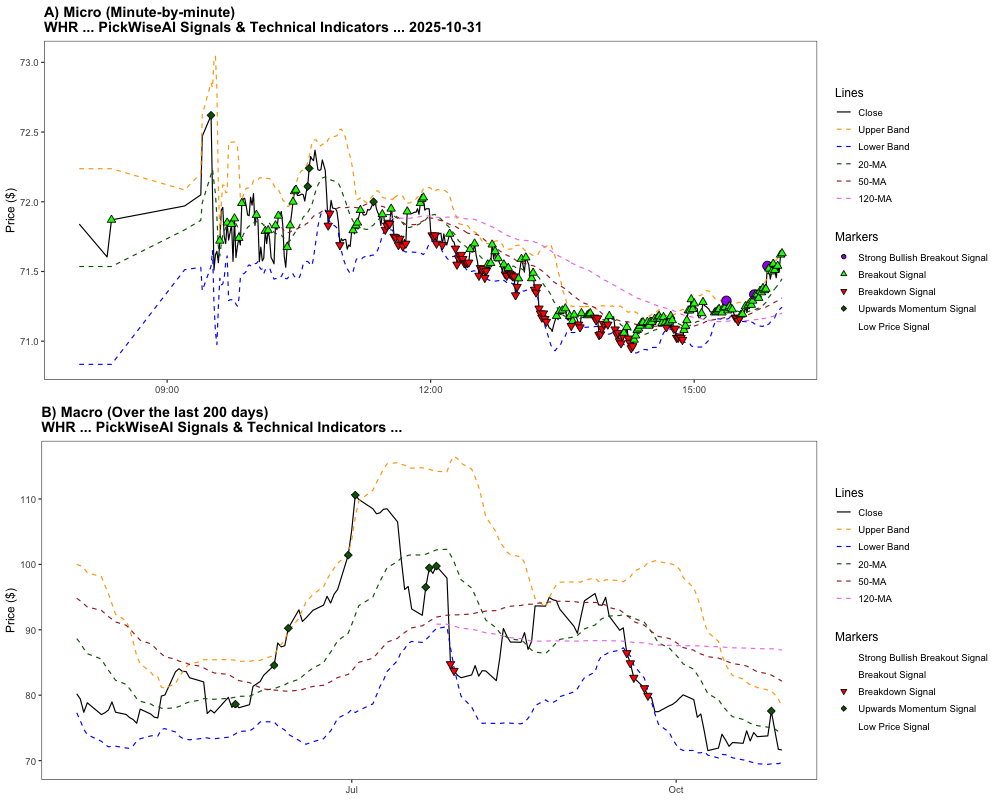 A) Micro (Minute-by-minute)
WHR ... PickWiseAI Signals & Technical Indicators ... 2025-10-31
Price ($)
73.0
72.5
72.0
71.5
71.0
09:00
12:00
15:00
Lines
Close
Upper Band
Lower Band
20-MA
50-MA
120-MA
Markers
Strong Bullish Breakout Signal
Breakout Signal
Breakdown Signal
Upwards Momentum Signal
Low Price Signal
B) Macro (Over the last 200 days)
WHR ... PickWiseAI Signals & Technical Indicators ...
Price ($)
110
100
90
80
70
Jul
Oct
Lines
Close
Upper Band
Lower Band
20-MA
50-MA
120-MA
Markers
Strong Bullish Breakout Signal
Breakout Signal
Breakdown Signal
Upwards Momentum Signal
Low Price Signal